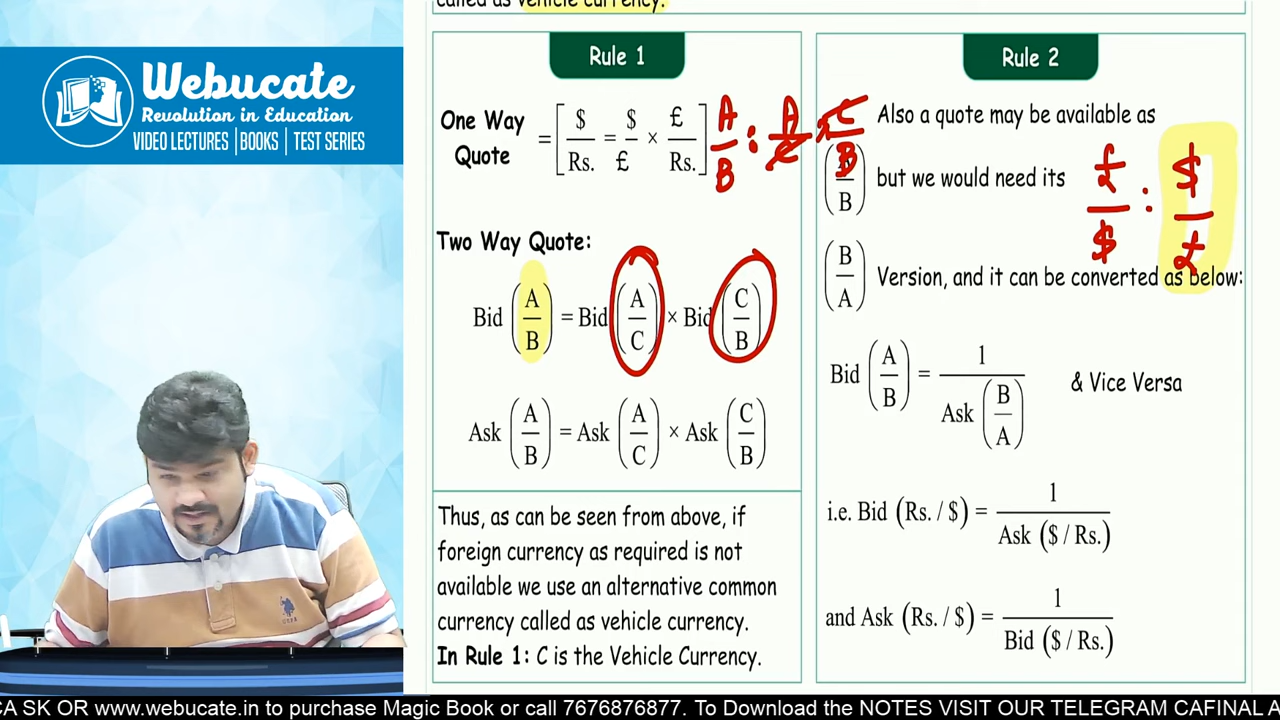 called as vehicle currency.
Webucate
Revolution in Education
VIDEO LECTURES | BOOKS | TEST SERIES
Rule 1
One Way Quote = [ $ / Rs. = $ / £ × £ / Rs. ] A / B : A / C × C / B
Two Way Quote:
Bid (A / B) = Bid (A / C) × Bid (C / B)
Ask (A / B) = Ask (A / C) × Ask (C / B)
Thus, as can be seen from above, if
foreign currency as required is not
available we use an alternative common
currency called as vehicle currency.
In Rule 1: C is the Vehicle Currency.
Rule 2
Also a quote may be available as
(A / B) but we would need its £ / $ : $ / £
(B / A) Version, and it can be converted as below:
Bid (A / B) = 1 / Ask (B / A) & Vice Versa
i.e. Bid (Rs. / $) = 1 / Ask ($ / Rs.)
and Ask (Rs. / $) = 1 / Bid ($ / Rs.)
CA SK OR www.webucate.in to purchase Magic Book or call 7676876877. To Download the NOTES VISIT OUR TELEGRAM CAFINAL A